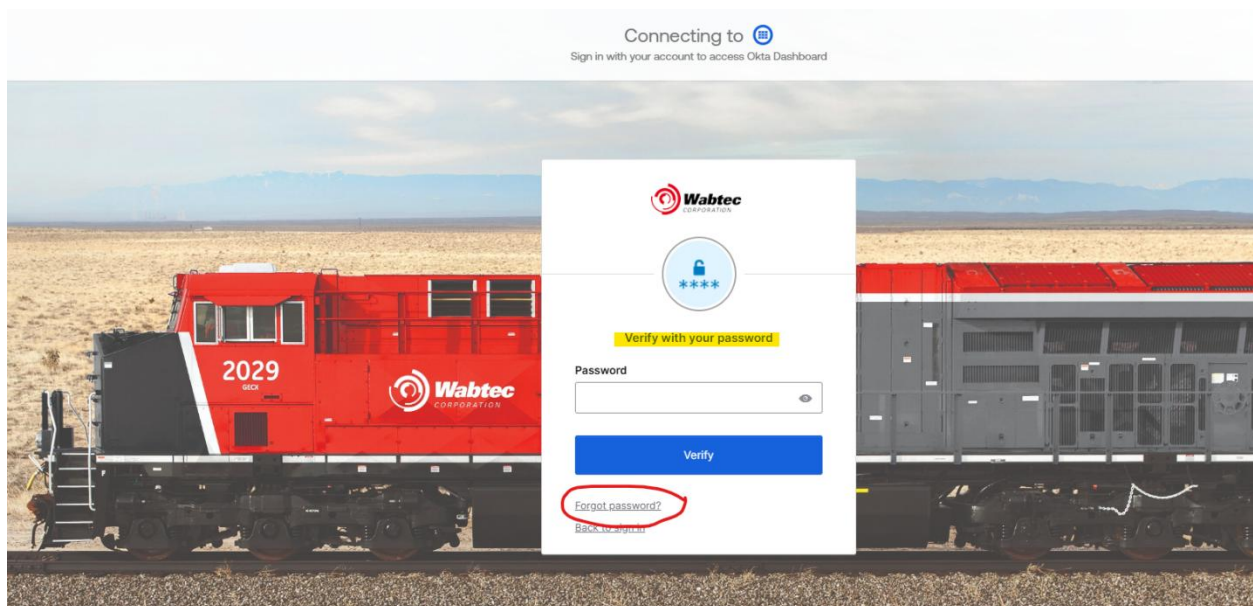 Connecting to
Sign in with your account to access Okta Dashboard
Wabtec
CORPORATION
****
Verify with your password
Password
Verify
Forgot password?
Back to sign in
2029
GECX
Wabtec
CORPORATION